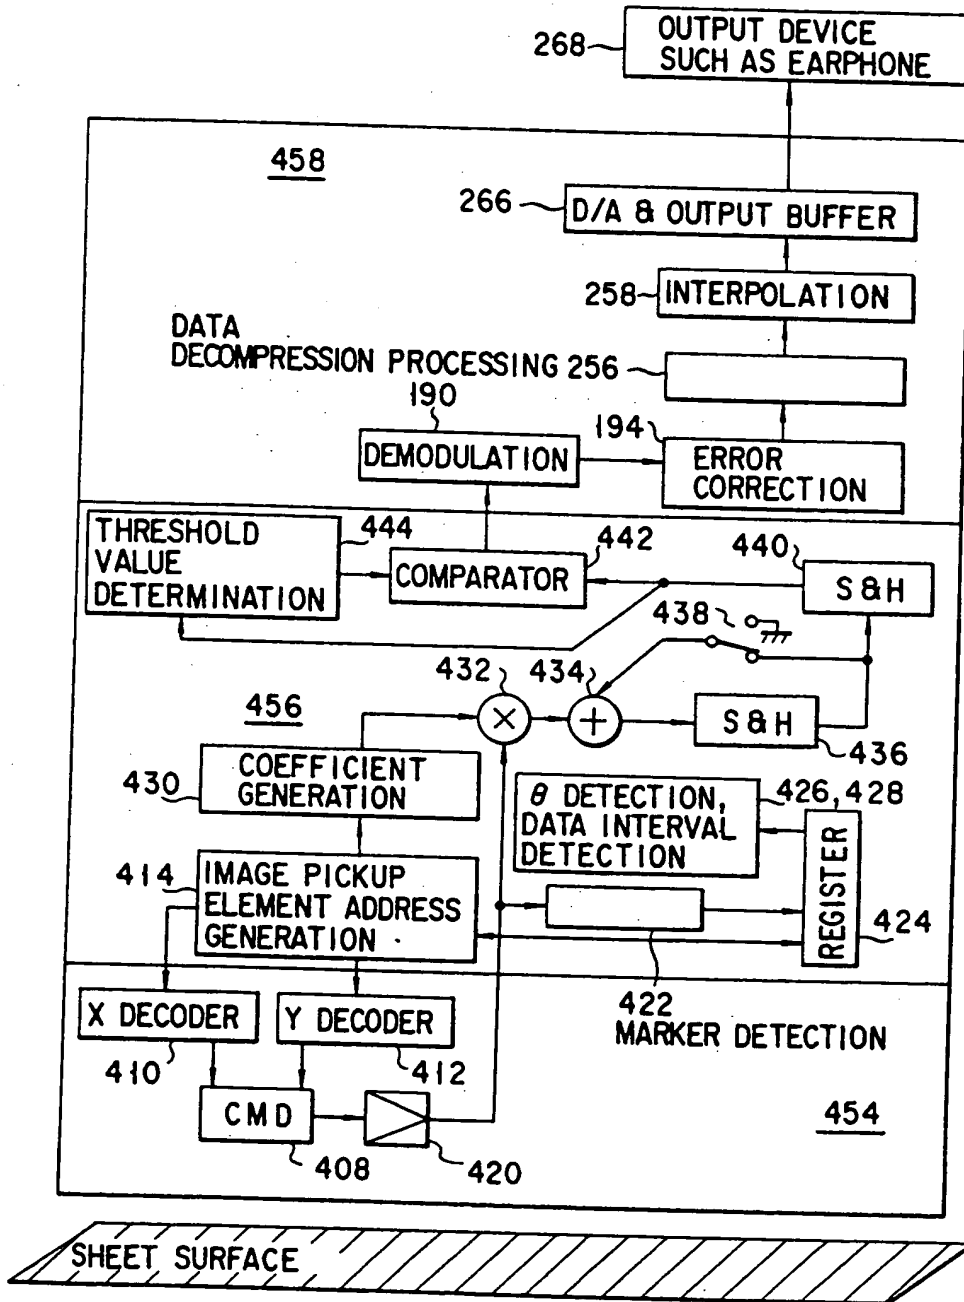 OUTPUT DEVICE
SUCH AS EARPHONE
268
458
266
D/A & OUTPUT BUFFER
258
INTERPOLATION
DATA
DECOMPRESSION PROCESSING 256
190
194
DEMODULATION
ERROR
CORRECTION
THRESHOLD
VALUE
DETERMINATION
444
COMPARATOR
442
440
S & H
438
432
434
456
S & H
436
430
COEFFICIENT
GENERATION
θ DETECTION,
DATA INTERVAL
DETECTION
426, 428
414
IMAGE PICKUP
ELEMENT ADDRESS
GENERATION
REGISTER
424
422
MARKER DETECTION
X DECODER
Y DECODER
410
412
CMD
408
420
454
SHEET SURFACE